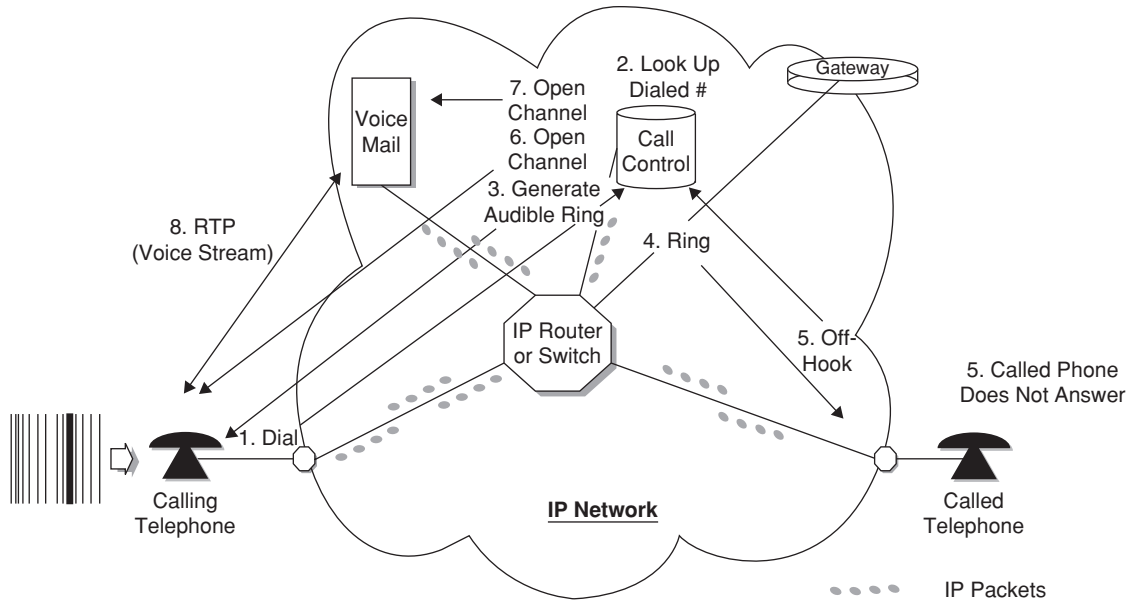 Gateway
2. Look Up
Dialed #
7. Open
Channel
Voice
Mail
Call
Control
6. Open
Channel
3. Generate
Audible Ring
8. RTP
(Voice Stream)
4. Ring
IP Router
or Switch
5. Off-
Hook
5. Called Phone
Does Not Answer
1. Dial
Calling
Telephone
IP Network
Called
Telephone
IP Packets